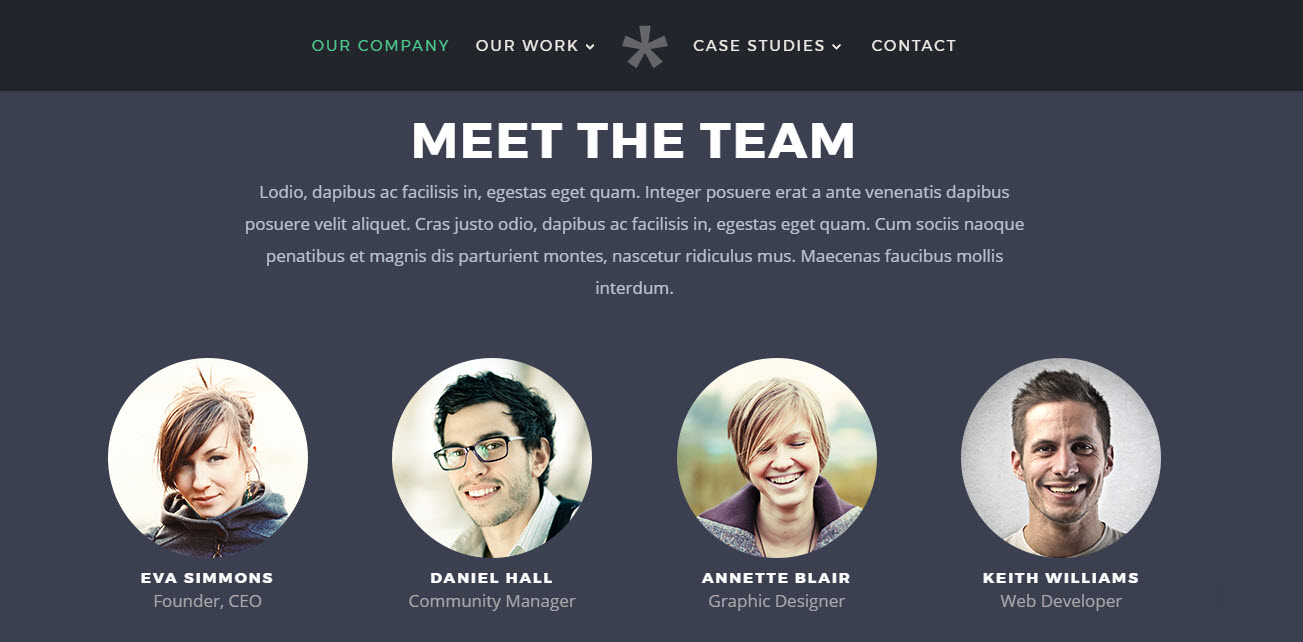 OUR COMPANY OUR WORK CASE STUDIES CONTACT
MEET THE TEAM
Lodio, dapibus ac facilisis in, egestas eget quam. Integer posuere erat a ante venenatis dapibus
posuere velit aliquet. Cras justo odio, dapibus ac facilisis in, egestas eget quam. Cum sociis naoque
penatibus et magnis dis parturient montes, nascetur ridiculus mus. Maecenas faucibus mollis
interdum.
EVA SIMMONS
Founder, CEO
DANIEL HALL
Community Manager
ANNETTE BLAIR
Graphic Designer
KEITH WILLIAMS
Web Developer